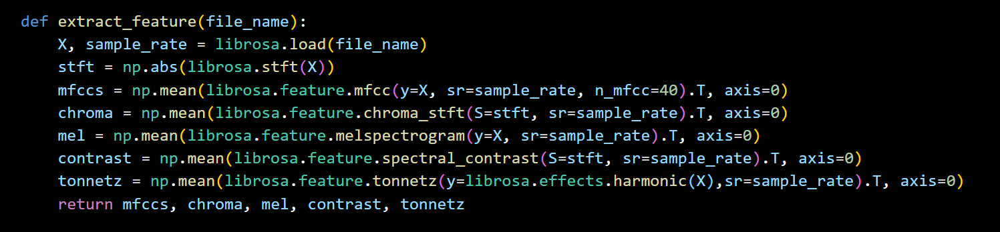 def extract_feature(file_name):
    X, sample_rate = librosa.load(file_name)
    stft = np.abs(librosa.stft(X))
    mfccs = np.mean(librosa.feature.mfcc(y=X, sr=sample_rate, n_mfcc=40).T, axis=0)
    chroma = np.mean(librosa.feature.chroma_stft(S=stft, sr=sample_rate).T, axis=0)
    mel = np.mean(librosa.feature.melspectrogram(y=X, sr=sample_rate).T, axis=0)
    contrast = np.mean(librosa.feature.spectral_contrast(S=stft, sr=sample_rate).T, axis=0)
    tonnetz = np.mean(librosa.feature.tonnetz(y=librosa.effects.harmonic(X),sr=sample_rate).T, axis=0)
    return mfccs, chroma, mel, contrast, tonnetz